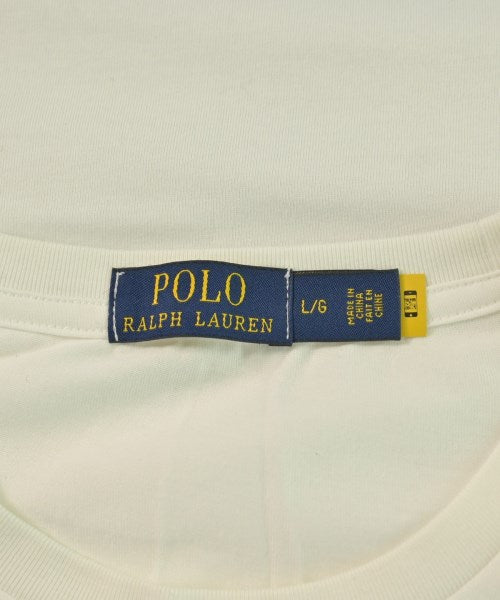 POLO
RALPH LAUREN
L/G
MADE IN
CHINA
FAIT EN
CHINE